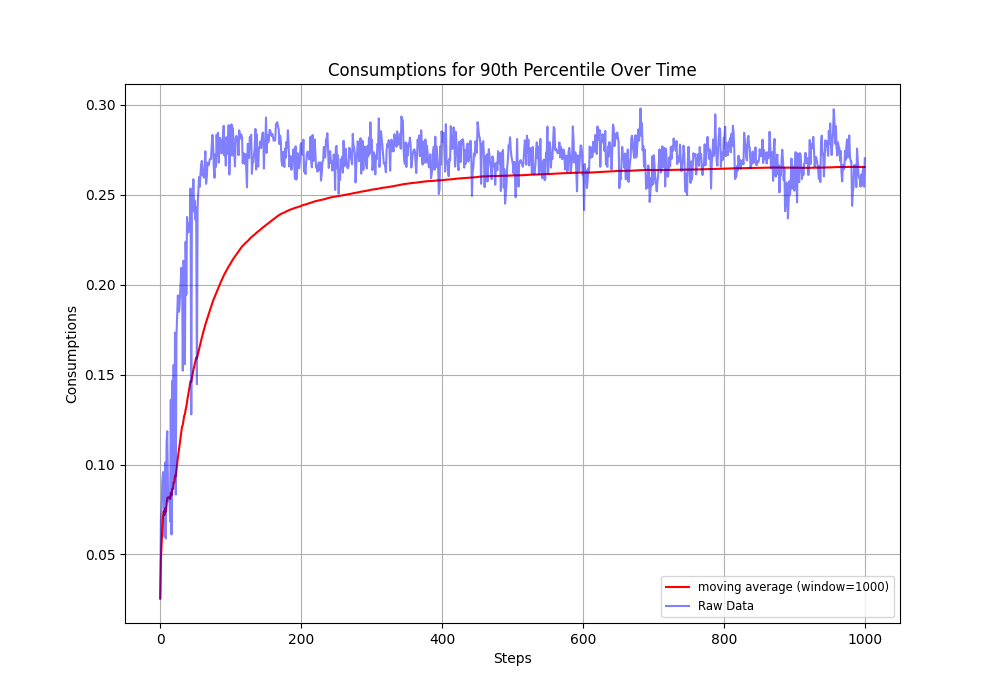 Consumptions for 90th Percentile Over Time
Consumptions
0.30
0.25
0.20
0.15
0.10
0.05
0
200
400
600
800
1000
Steps
moving average (window=1000)
Raw Data